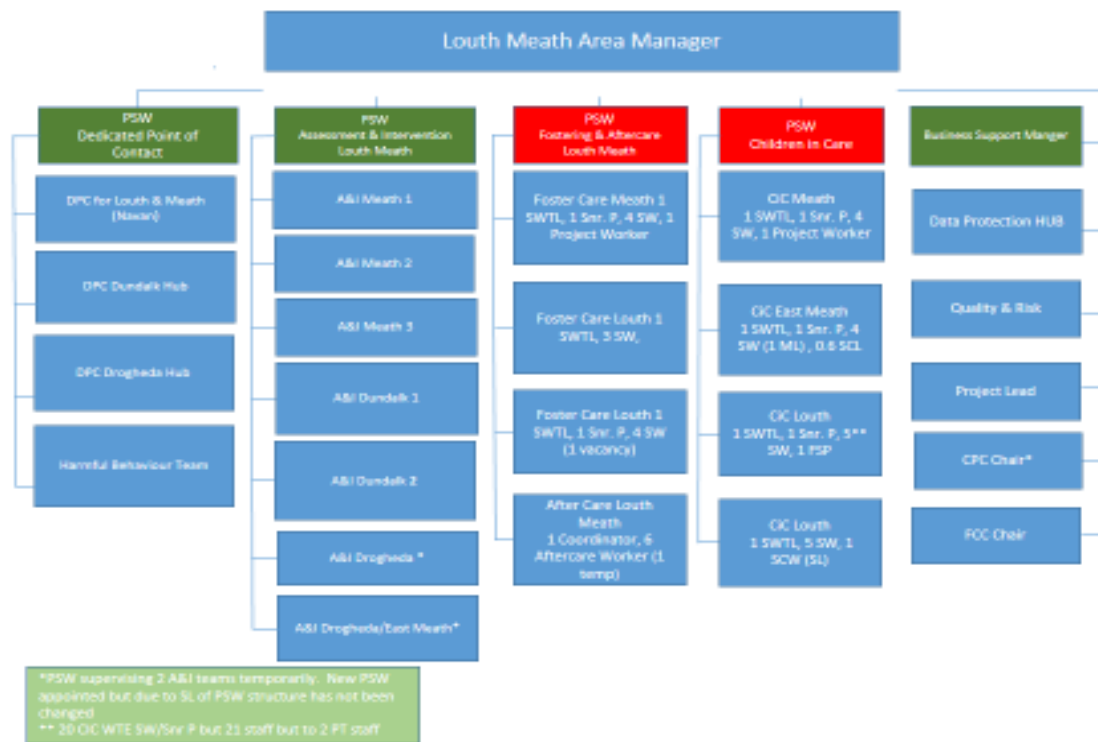 Louth Meath Area Manager
PSW
Dedicated Point of
Contact
DPC for Louth & Meath
(Navan)
DPC Dundalk Hub
DPC Drogheda Hub
Harmful Behaviour Team
PSW
Assessment & Intervention
Louth Meath
A&I Meath 1
A&I Meath 2
A&I Meath 3
A&I Dundalk 1
A&I Dundalk 2
A&I Drogheda *
A&I Drogheda/East Meath*
PSW
Fostering & Aftercare
Louth Meath
Foster Care Meath 1
SWTL, 1 Snr. P, 4 SW, 1
Project Worker
Foster Care Louth 1
SWTL, 3 SW,
Foster Care Louth 1
SWTL, 1 Snr. P, 4 SW
(1 vacancy)
After Care Louth
Meath
1 Coordinator, 6
Aftercare Worker (1
temp)
PSW
Children in Care
CiC Meath
1 SWTL, 1 Snr. P, 4
SW, 1 Project Worker
CiC East Meath
1 SWTL, 1 Snr. P, 4
SW (1 ML) , 0.6 SCL
CiC Louth
1 SWTL, 1 Snr. P, 5**
SW, 1 FSP
CiC Louth
1 SWTL, 5 SW, 1
SCW (SL)
Business Support Manger
Data Protection HUB
Quality & Risk
Project Lead
CPC Chair*
FCC Chair
*PSW supervising 2 A&I teams temporarily. New PSW
appointed but due to SL of PSW structure has not been
changed
** 20 CIC WTE SW/Snr P but 21 staff but to 2 PT staff